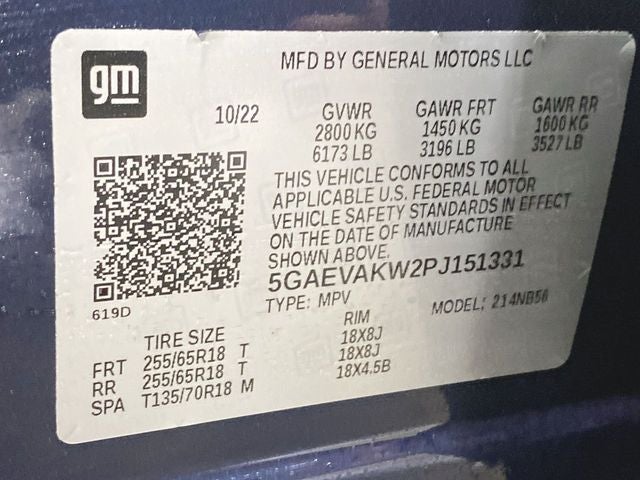 gm
MFD BY GENERAL MOTORS LLC
10/22 GVWR GAWR FRT GAWR RR
2800 KG 1450 KG 1600 KG
6173 LB 3196 LB 3527 LB
THIS VEHICLE CONFORMS TO ALL
APPLICABLE U.S. FEDERAL MOTOR
VEHICLE SAFETY STANDARDS IN EFFECT
ON THE DATE OF MANUFACTURE
SHOWN ABOVE.
5GAEVAKW2PJ151331
619D
TYPE: MPV MODEL: 214NB56
TIRE SIZE RIM
FRT 255/65R18 T 18X8J
RR 255/65R18 T 18X8J
SPA T135/70R18 M 18X4.5B